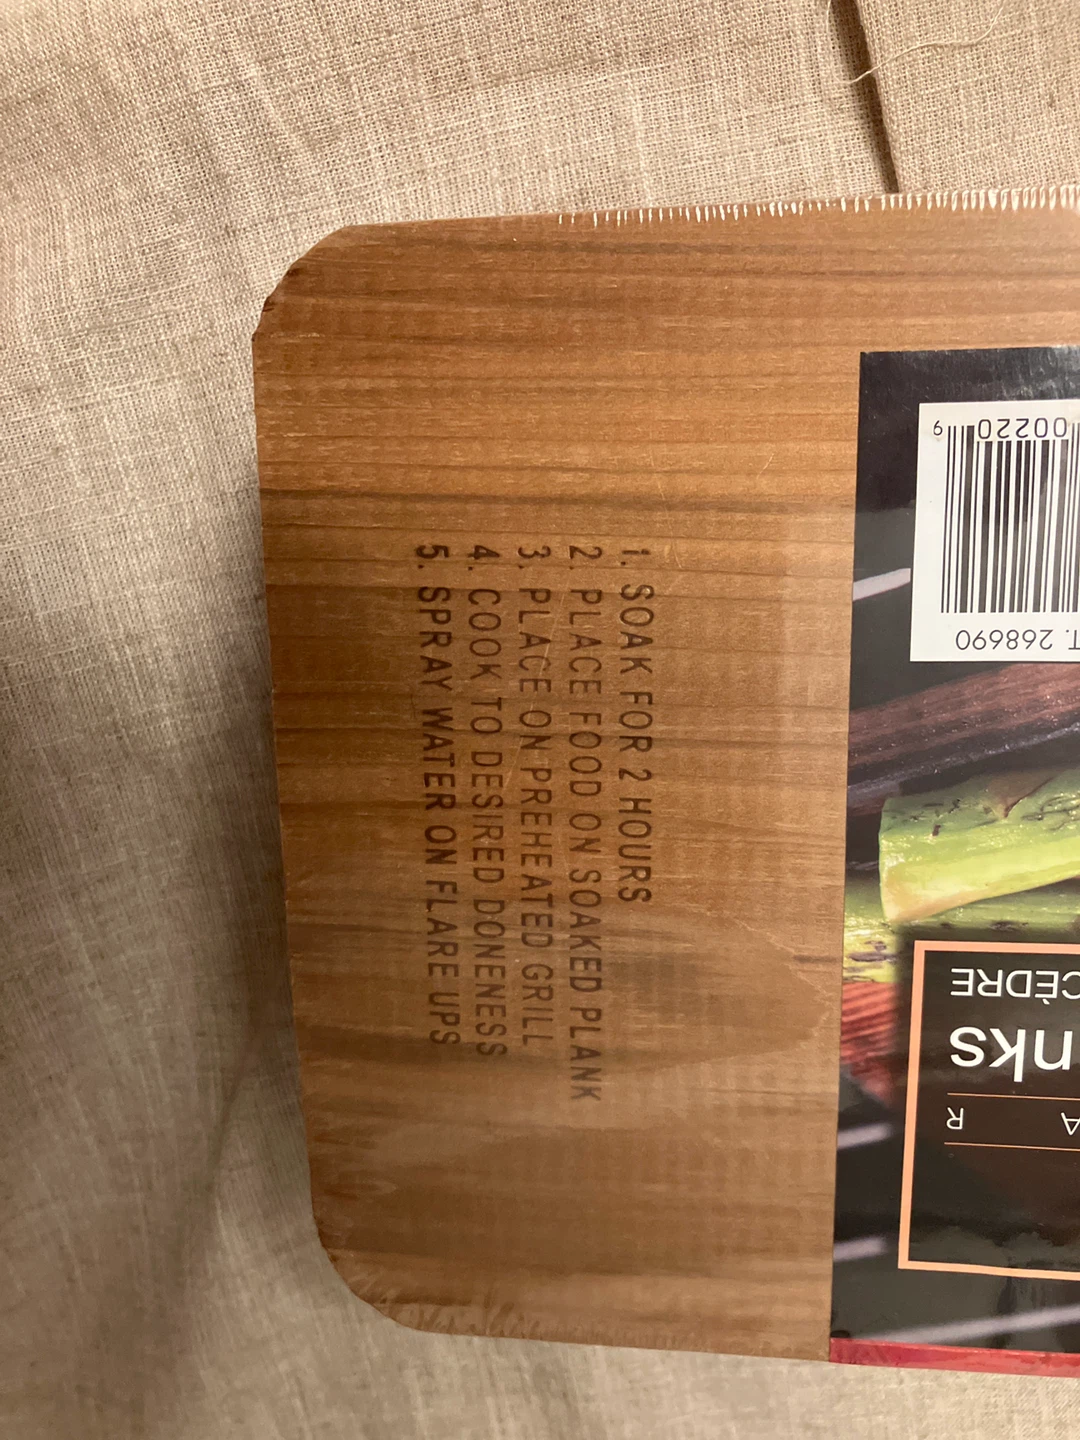 1. SOAK FOR 2 HOURS
2. PLACE FOOD ON SOAKED PLANK
3. PLACE ON PREHEATED GRILL
4. COOK TO DESIRED DONENESS
5. SPRAY WATER ON FLARE UPS
A R
nks
CÈDRE
T. 268690
00220 9